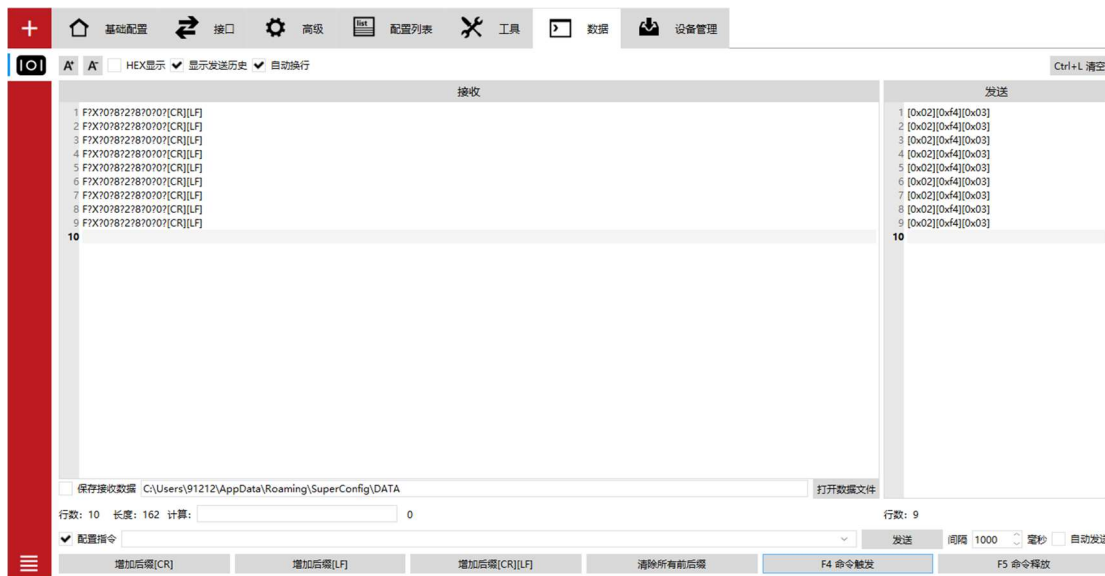 基础配置 接口 高级 list 配置列表 工具 数据 设备管理
A+ A- HEX显示 显示发送历史 自动换行 Ctrl+L 清空
接收 发送
1 F?X?0?8?2?8?0?0?[CR][LF]
2 F?X?0?8?2?8?0?0?[CR][LF]
3 F?X?0?8?2?8?0?0?[CR][LF]
4 F?X?0?8?2?8?0?0?[CR][LF]
5 F?X?0?8?2?8?0?0?[CR][LF]
6 F?X?0?8?2?8?0?0?[CR][LF]
7 F?X?0?8?2?8?0?0?[CR][LF]
8 F?X?0?8?2?8?0?0?[CR][LF]
9 F?X?0?8?2?8?0?0?[CR][LF]
10
1 [0x02][0xf4][0x03]
2 [0x02][0xf4][0x03]
3 [0x02][0xf4][0x03]
4 [0x02][0xf4][0x03]
5 [0x02][0xf4][0x03]
6 [0x02][0xf4][0x03]
7 [0x02][0xf4][0x03]
8 [0x02][0xf4][0x03]
9 [0x02][0xf4][0x03]
10
保存接收数据 C:\Users\91212\AppData\Roaming\SuperConfig\DATA 打开数据文件
行数: 10 长度: 162 计算: 0 行数: 9
配置指令 发送 间隔 1000 毫秒 自动发送
增加后缀[CR] 增加后缀[LF] 增加后缀[CR][LF] 清除所有前后缀 F4 命令触发 F5 命令释放